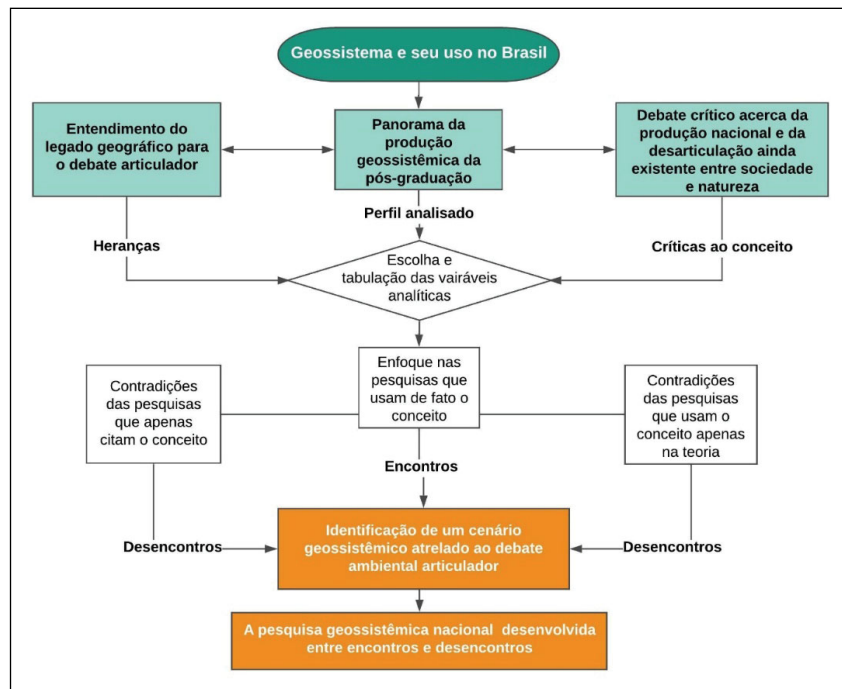 Geossistema e seu uso no Brasil
Entendimento do
legado geográfico para o
debate articulador
Panorama da
produção
geossistêmica da
pós-graduação
Debate crítico acerca da
produção nacional e da
desarticulação ainda
existente entre sociedade
e natureza
Heranças
Perfil analisado
Críticas ao conceito
Escolha e
tabulação das vairáveis
analíticas
Contradições
das pesquisas
que apenas
citam o conceito
Enfoque nas
pesquisas que
usam de fato o
conceito
Contradições
das pesquisas
que usam o
conceito apenas
na teoria
Encontros
Desencontros
Identificação de um cenário
geossistêmico atrelado ao debate
ambiental articulador
Desencontros
A pesquisa geossistêmica nacional desenvolvida
entre encontros e desencontros